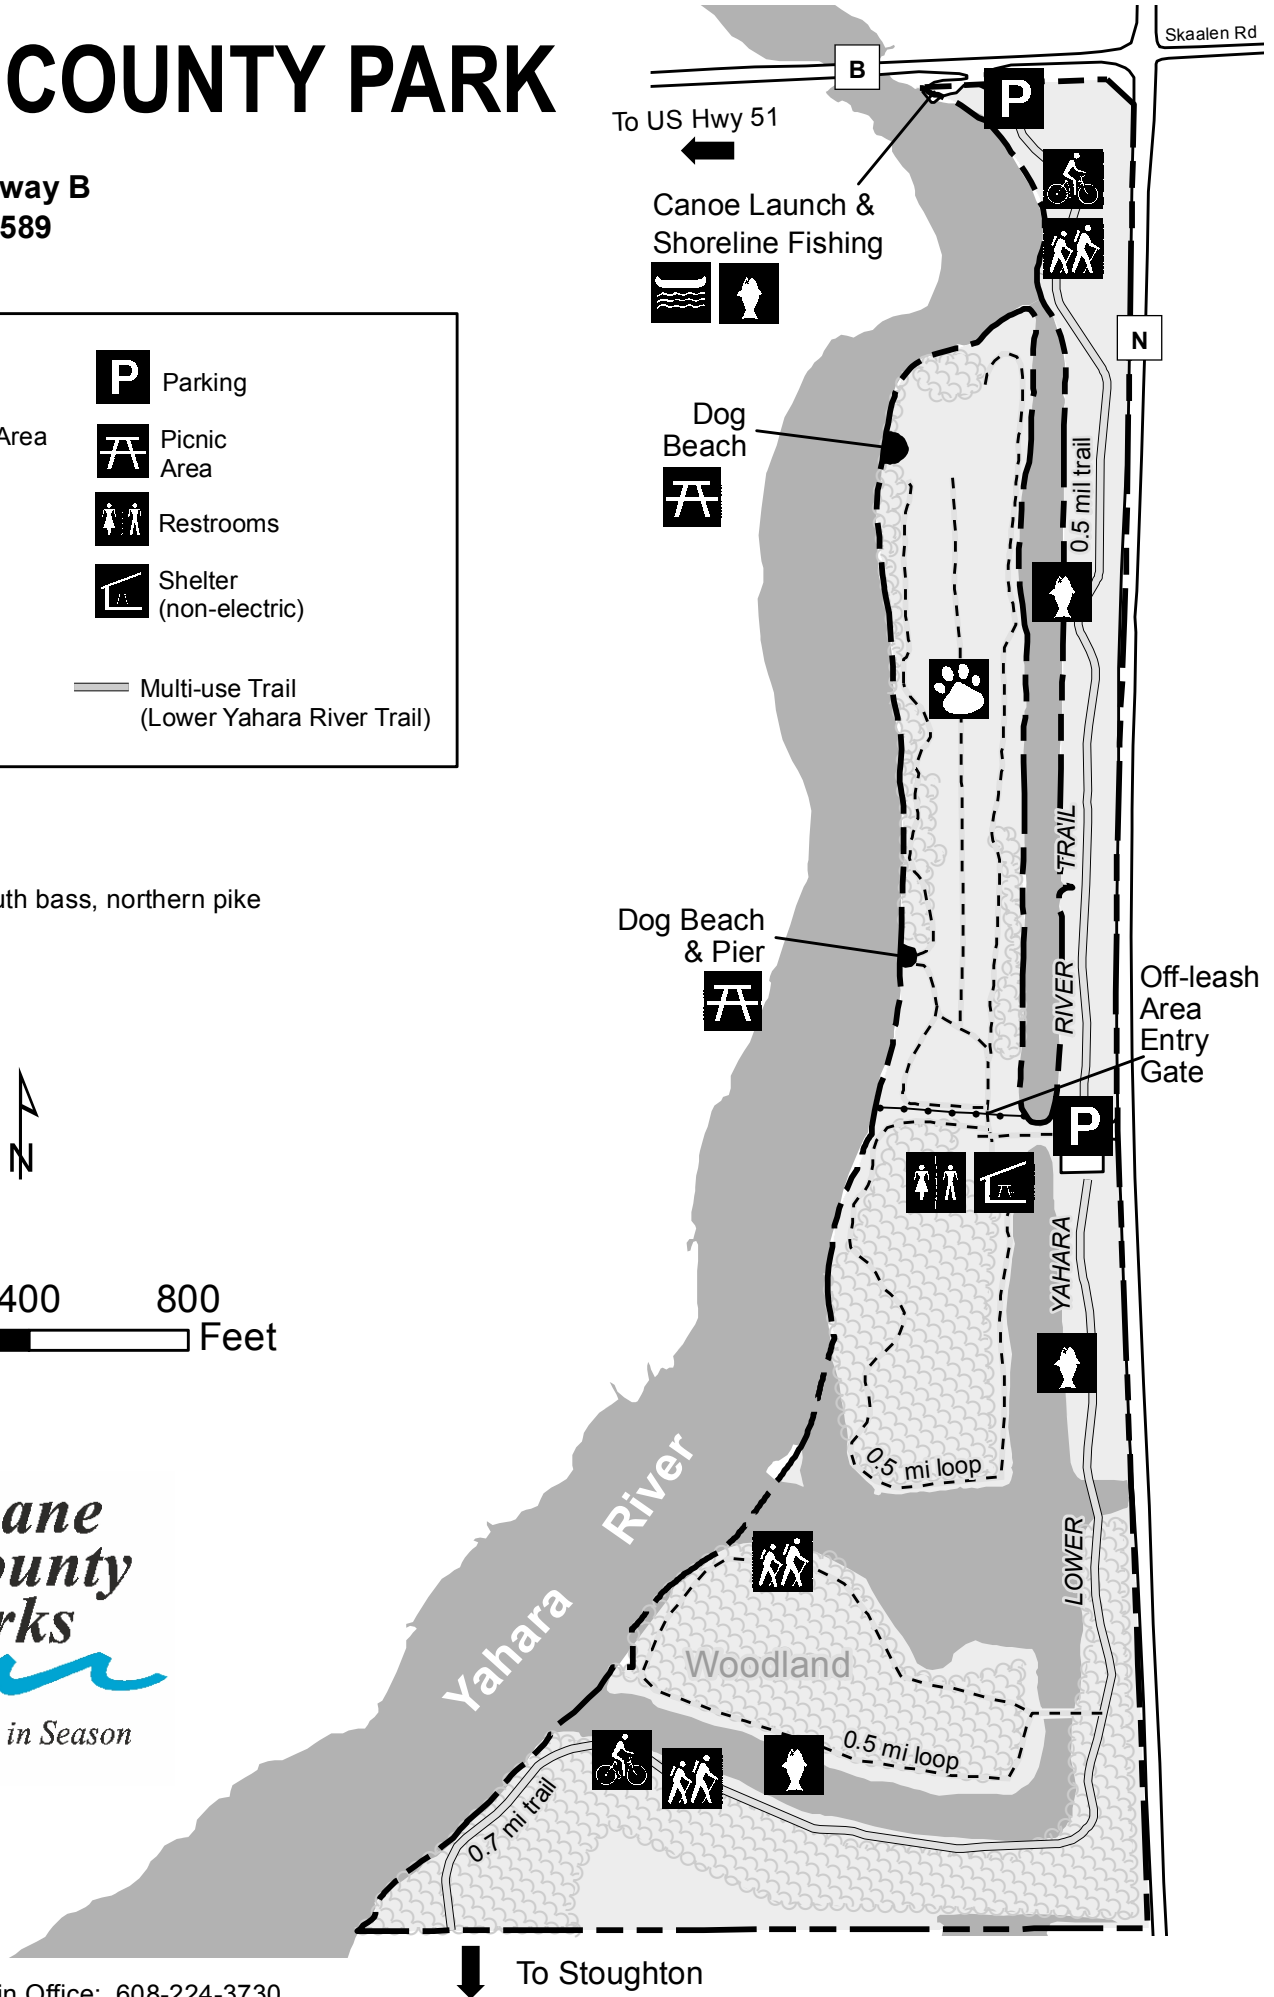 COUNTY PARK
way B
589
Skaalen Rd
B
P
To US Hwy 51
Canoe Launch &
Shoreline Fishing
N
P
Parking
Area
Picnic
Area
Restrooms
Shelter
(non-electric)
Multi-use Trail
(Lower Yahara River Trail)
Dog
Beach
0.5 mil trail
uth bass, northern pike
Dog Beach
& Pier
Off-leash
Area
Entry
Gate
P
LOWER YAHARA RIVER TRAIL
N
400 800
Feet
0.5 mi loop
Yahara River
Woodland
0.5 mi loop
0.7 mi trail
ane
ounty
rks
in Season
To Stoughton
in Office: 608-224-3730